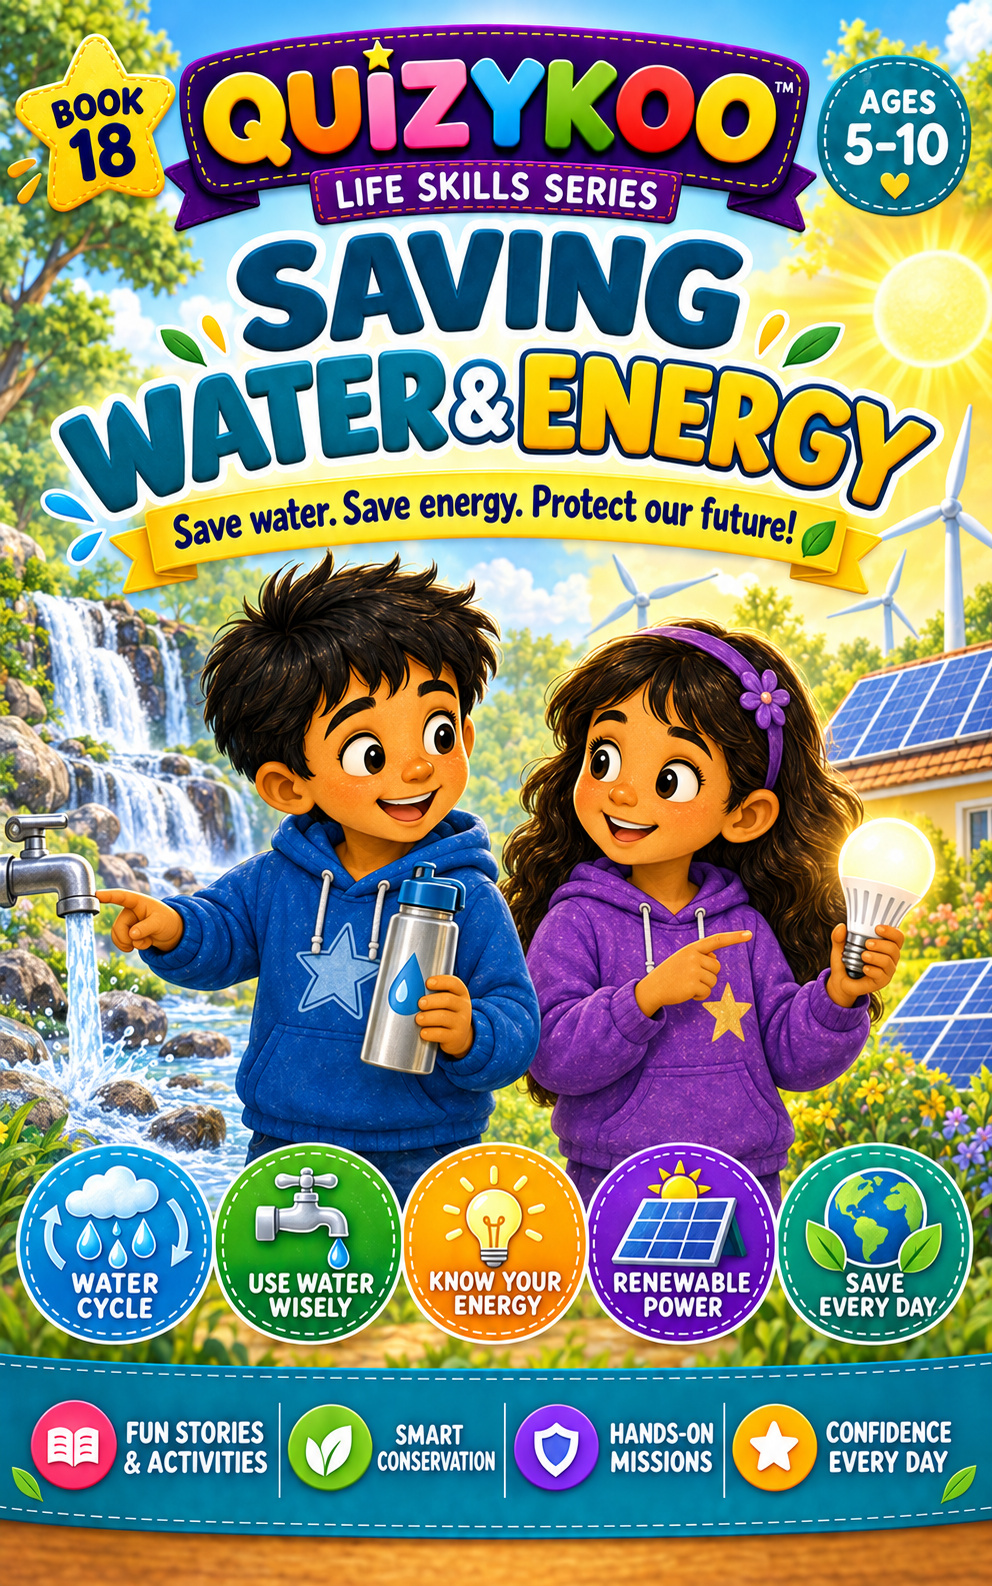 BOOK
18
QUIZYKOO™
LIFE SKILLS SERIES
AGES
5-10
SAVING
WATER & ENERGY
Save water. Save energy. Protect our future!
WATER
CYCLE
USE WATER
WISELY
KNOW YOUR
ENERGY
RENEWABLE
POWER
SAVE
EVERY DAY
FUN STORIES
& ACTIVITIES
SMART
CONSERVATION
HANDS-ON
MISSIONS
CONFIDENCE
EVERY DAY